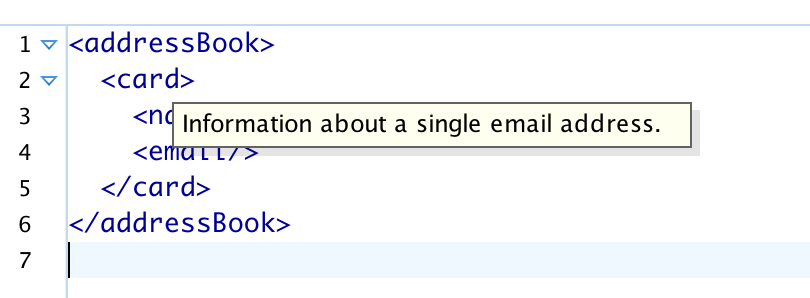 1 <addressBook>
2 <card>
3
Information about a single email address.
4 <email/>
5 </card>
6 </addressBook>
7